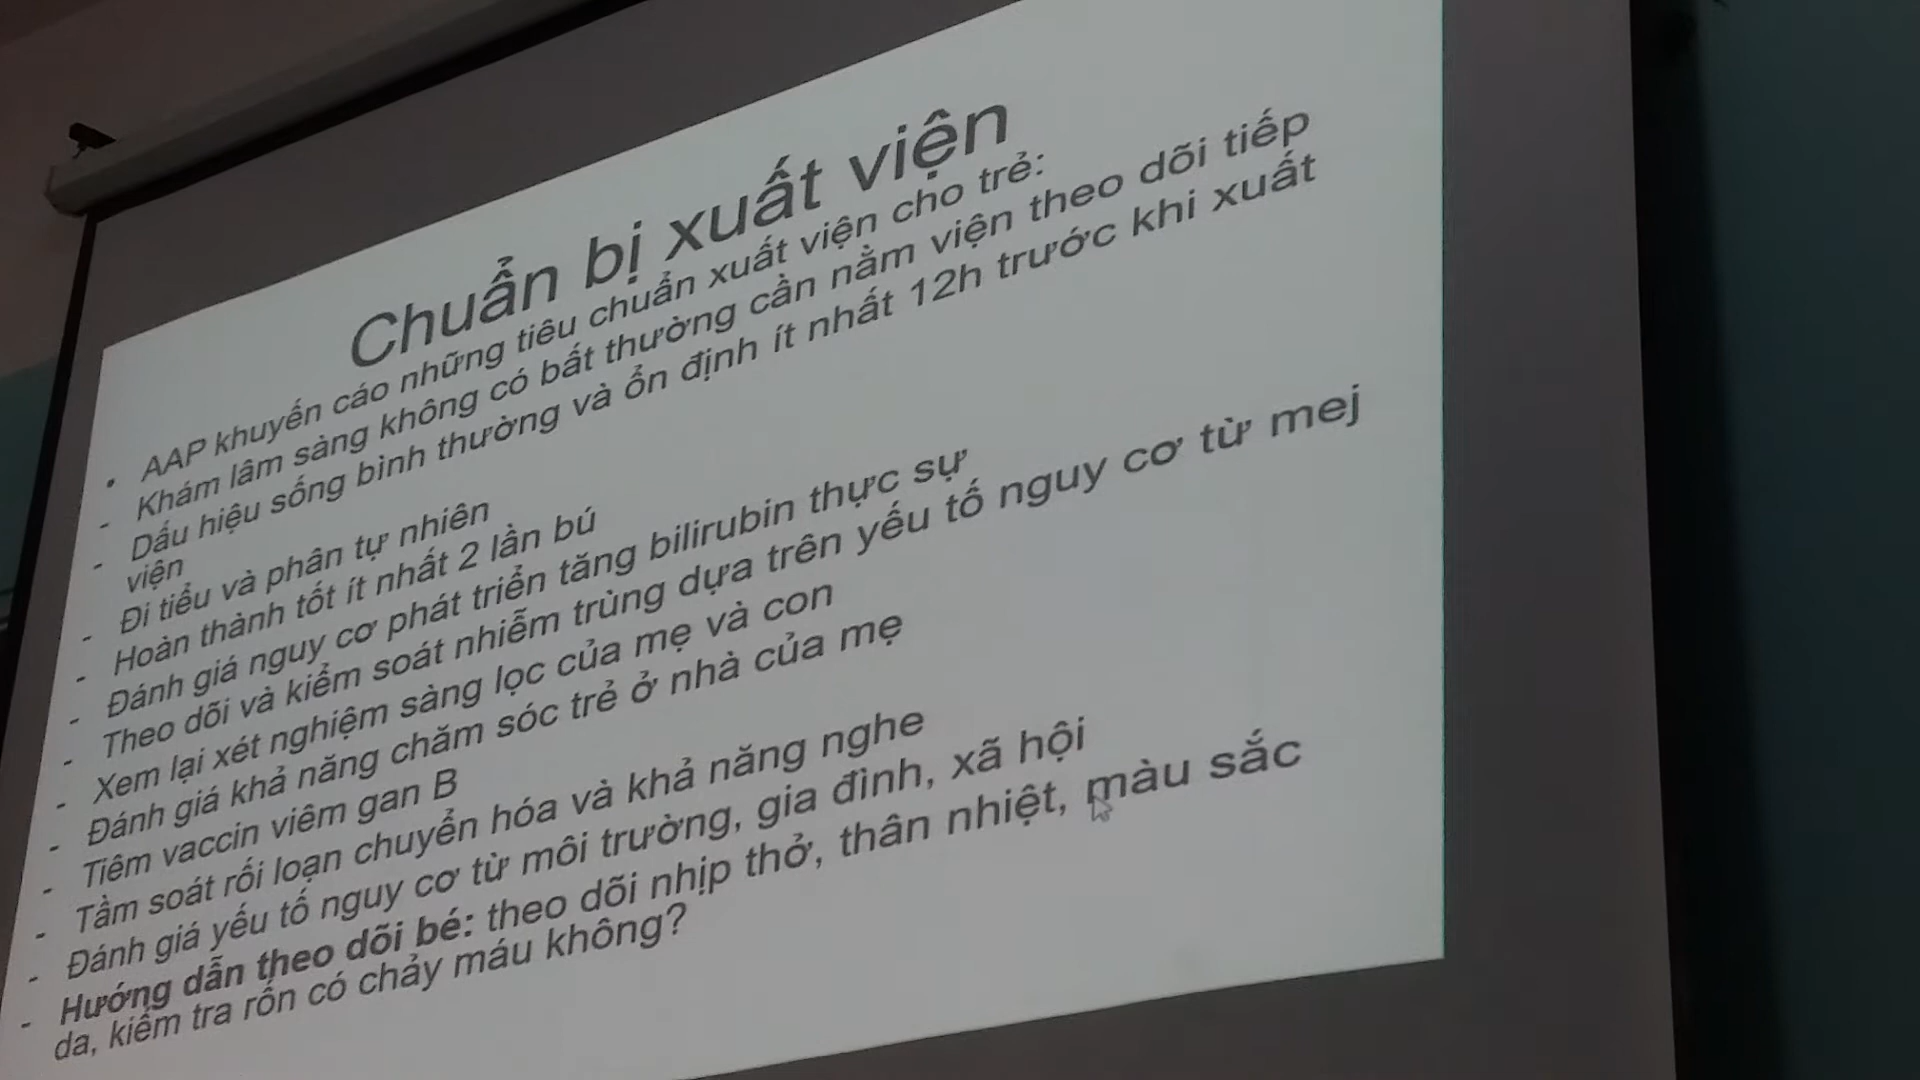 Chuẩn bị xuất viện
• AAP khuyến cáo những tiêu chuẩn xuất viện cho trẻ:
- Khám lâm sàng không có bất thường cần nằm viện theo dõi tiếp
- Dấu hiệu sống bình thường và ổn định ít nhất 12h trước khi xuất
viện
- Đi tiểu và phân tự nhiên
- Hoàn thành tốt ít nhất 2 lần bú
- Đánh giá nguy cơ phát triển tăng bilirubin thực sự
- Theo dõi và kiểm soát nhiễm trùng dựa trên yếu tố nguy cơ từ mej
- Xem lại xét nghiệm sàng lọc của mẹ và con
- Đánh giá khả năng chăm sóc trẻ ở nhà của mẹ
- Tiêm vaccin viêm gan B
- Tầm soát rối loạn chuyển hóa và khả năng nghe
- Đánh giá yếu tố nguy cơ từ môi trường, gia đình, xã hội
- Hướng dẫn theo dõi bé: theo dõi nhịp thở, thân nhiệt, màu sắc
da, kiểm tra rốn có chảy máu không?